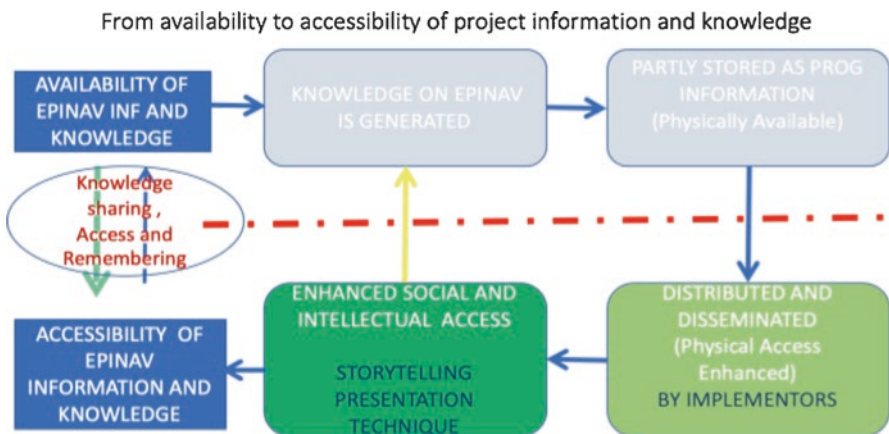 From availability to accessibility of project information and knowledge
AVAILABILITY OF
EPINAV INF AND
KNOWLEDGE
KNOWLEDGE ON EPINAV
IS GENERATED
PARTLY STORED AS PROG
INFORMATION
(Physically Available)
Knowledge
sharing ,
Access and
Remembering
ACCESSIBILITY OF
EPINAV
INFORMATION AND
KNOWLEDGE
ENHANCED SOCIAL AND
INTELLECTUAL ACCESS
STORYTELLING
PRESENTATION
TECHNIQUE
DISTRIBUTED AND
DISSEMINATED
(Physical Access
Enhanced)
BY IMPLEMENTORS